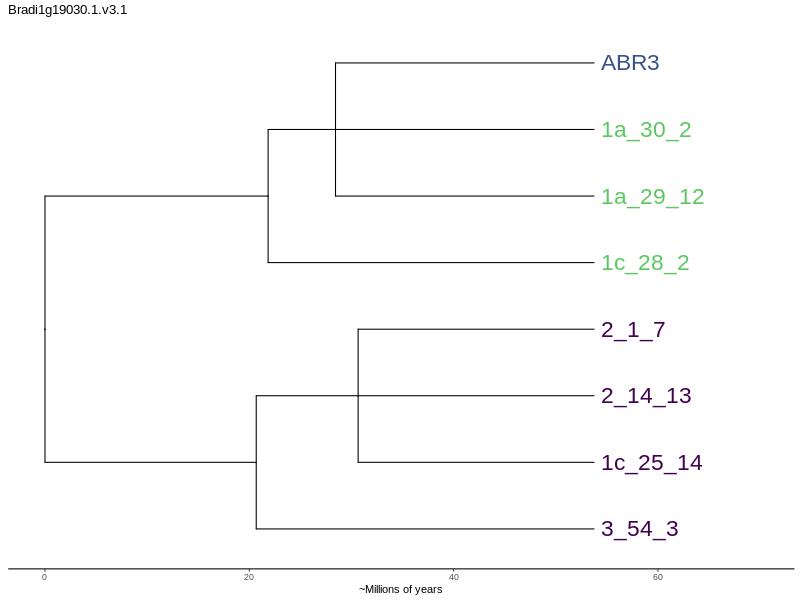 Bradi1g19030.1.v3.1
ABR3
1a_30_2
1a_29_12
1c_28_2
2_1_7
2_14_13
1c_25_14
3_54_3
0 20 40 60
~Millions of years